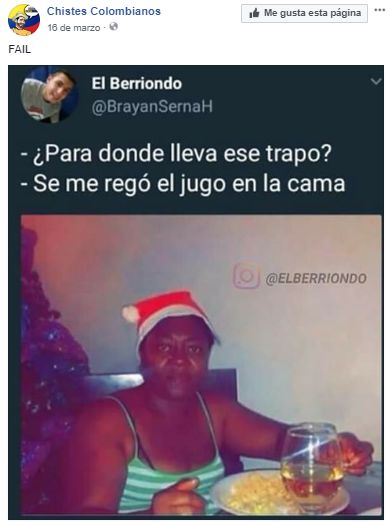 Chistes Colombianos
16 de marzo ·
Me gusta esta página
FAIL
El Berriondo
@BrayanSernaH
- ¿Para donde lleva ese trapo?
- Se me regó el jugo en la cama
@ELBERRIONDO